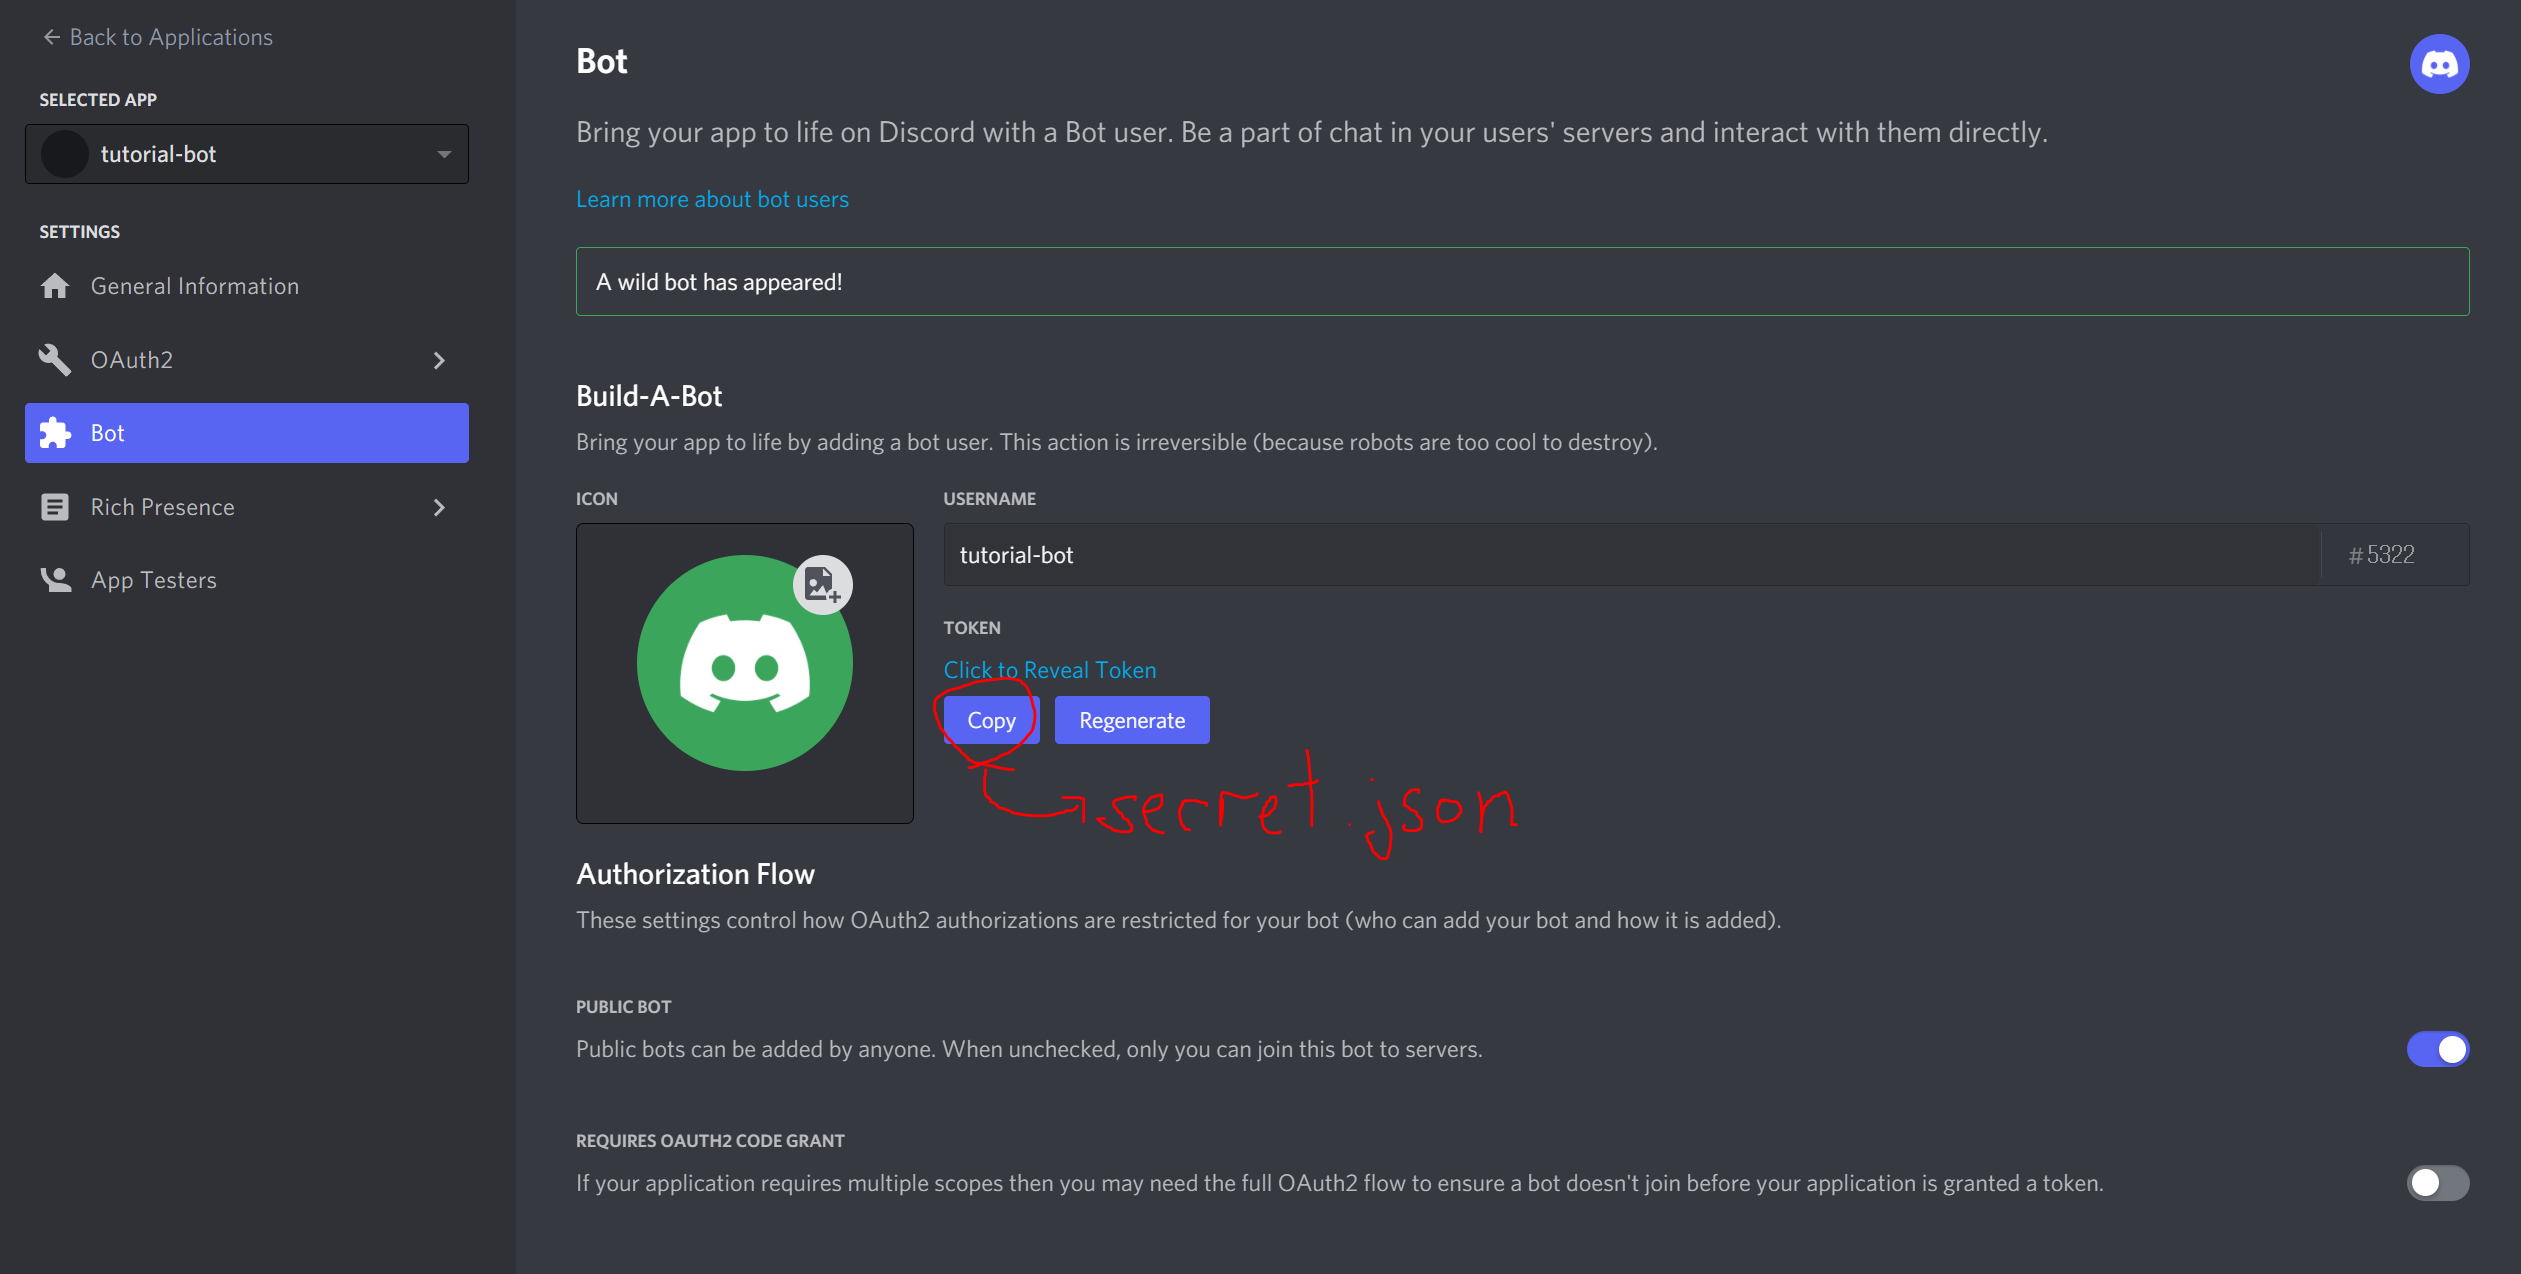 Back to Applications
SELECTED APP
tutorial-bot
SETTINGS
General Information
OAuth2
Bot
Rich Presence
App Testers
Bot
Bring your app to life on Discord with a Bot user. Be a part of chat in your users' servers and interact with them directly.
Learn more about bot users
A wild bot has appeared!
Build-A-Bot
Bring your app to life by adding a bot user. This action is irreversible (because robots are too cool to destroy).
ICON
USERNAME
tutorial-bot #5322
TOKEN
Click to Reveal Token
Copy Regenerate
secret.json
Authorization Flow
These settings control how OAuth2 authorizations are restricted for your bot (who can add your bot and how it is added).
PUBLIC BOT
Public bots can be added by anyone. When unchecked, only you can join this bot to servers.
REQUIRES OAUTH2 CODE GRANT
If your application requires multiple scopes then you may need the full OAuth2 flow to ensure a bot doesn't join before your application is granted a token.